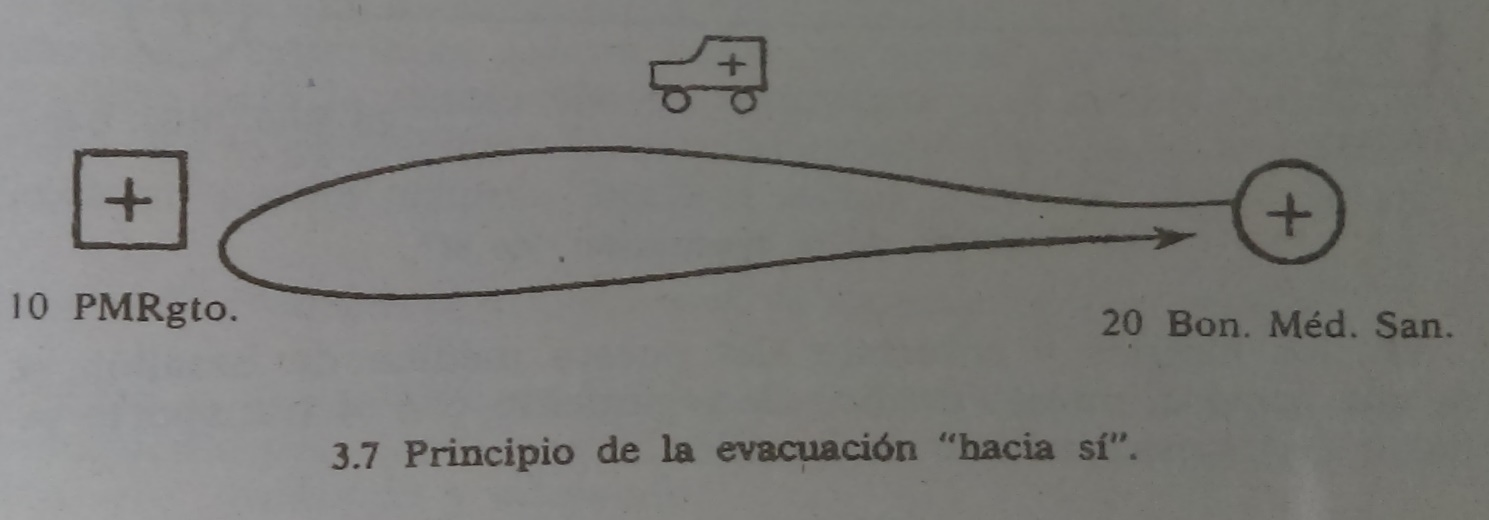 10 PMRgto.
20 Bon. Méd. San.
3.7 Principio de la evacuación “hacia sí”.